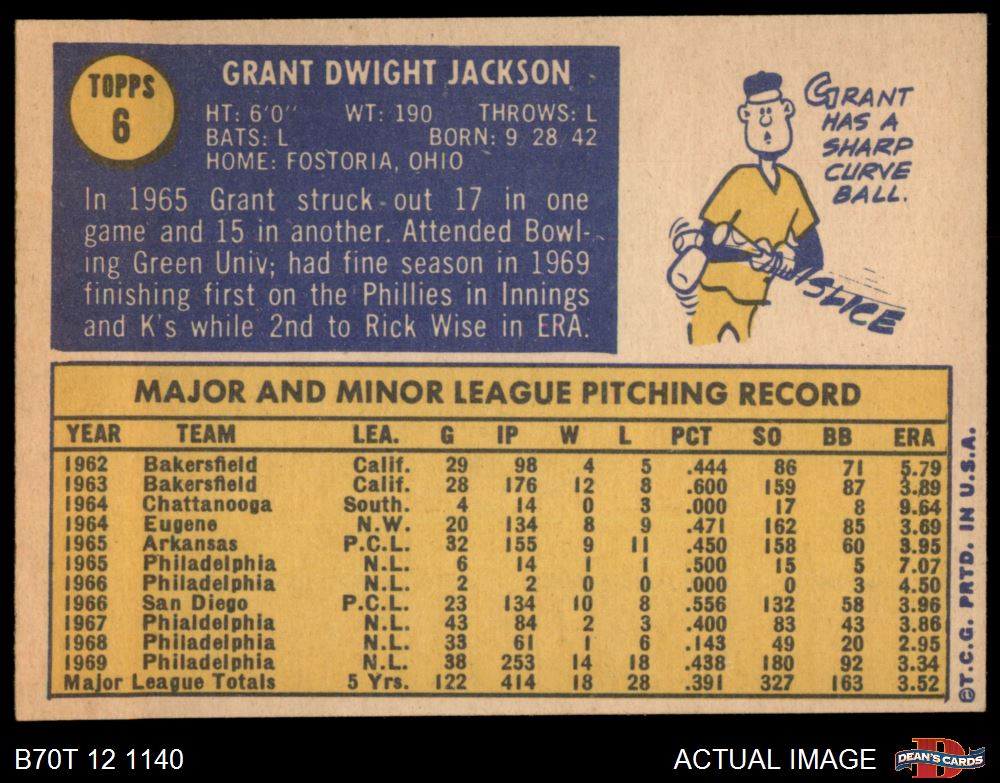 TOPPS
6
GRANT DWIGHT JACKSON
HT: 6'0" WT: 190 THROWS: L
BATS: L BORN: 9 28 42
HOME: FOSTORIA, OHIO
In 1965 Grant struck-out 17 in one
game and 15 in another. Attended Bowl-
ing Green Univ; had fine season in 1969
finishing first on the Phillies in Innings
and K's while 2nd to Rick Wise in ERA.
GRANT
HAS A
SHARP
CURVE
BALL.
SLICE
MAJOR AND MINOR LEAGUE PITCHING RECORD
YEAR TEAM LEA. G IP W L PCT SO BB ERA
1962 Bakersfield Calif. 29 98 4 5 .444 86 71 5.79
1963 Bakersfield Calif. 28 176 12 8 .600 159 87 3.89
1964 Chattanooga South. 4 14 0 3 .000 17 8 9.64
1964 Eugene N.W. 20 134 8 9 .471 162 85 3.69
1965 Arkansas P.C.L. 32 155 9 11 .450 158 60 3.95
1965 Philadelphia N.L. 6 14 1 1 .500 15 5 7.07
1966 Philadelphia N.L. 2 2 0 0 .000 0 3 4.50
1966 San Diego P.C.L. 23 134 10 8 .556 132 58 3.96
1967 Phialdelphia N.L. 43 84 2 3 .400 83 43 3.86
1968 Philadelphia N.L. 33 61 1 6 .143 49 20 2.95
1969 Philadelphia N.L. 38 253 14 18 .438 180 92 3.34
Major League Totals 5 Yrs. 122 414 18 28 .391 327 163 3.52
©T.C.G. PRTD. IN U.S.A.
B70T 12 1140
ACTUAL IMAGE
D
DEAN'S CARDS